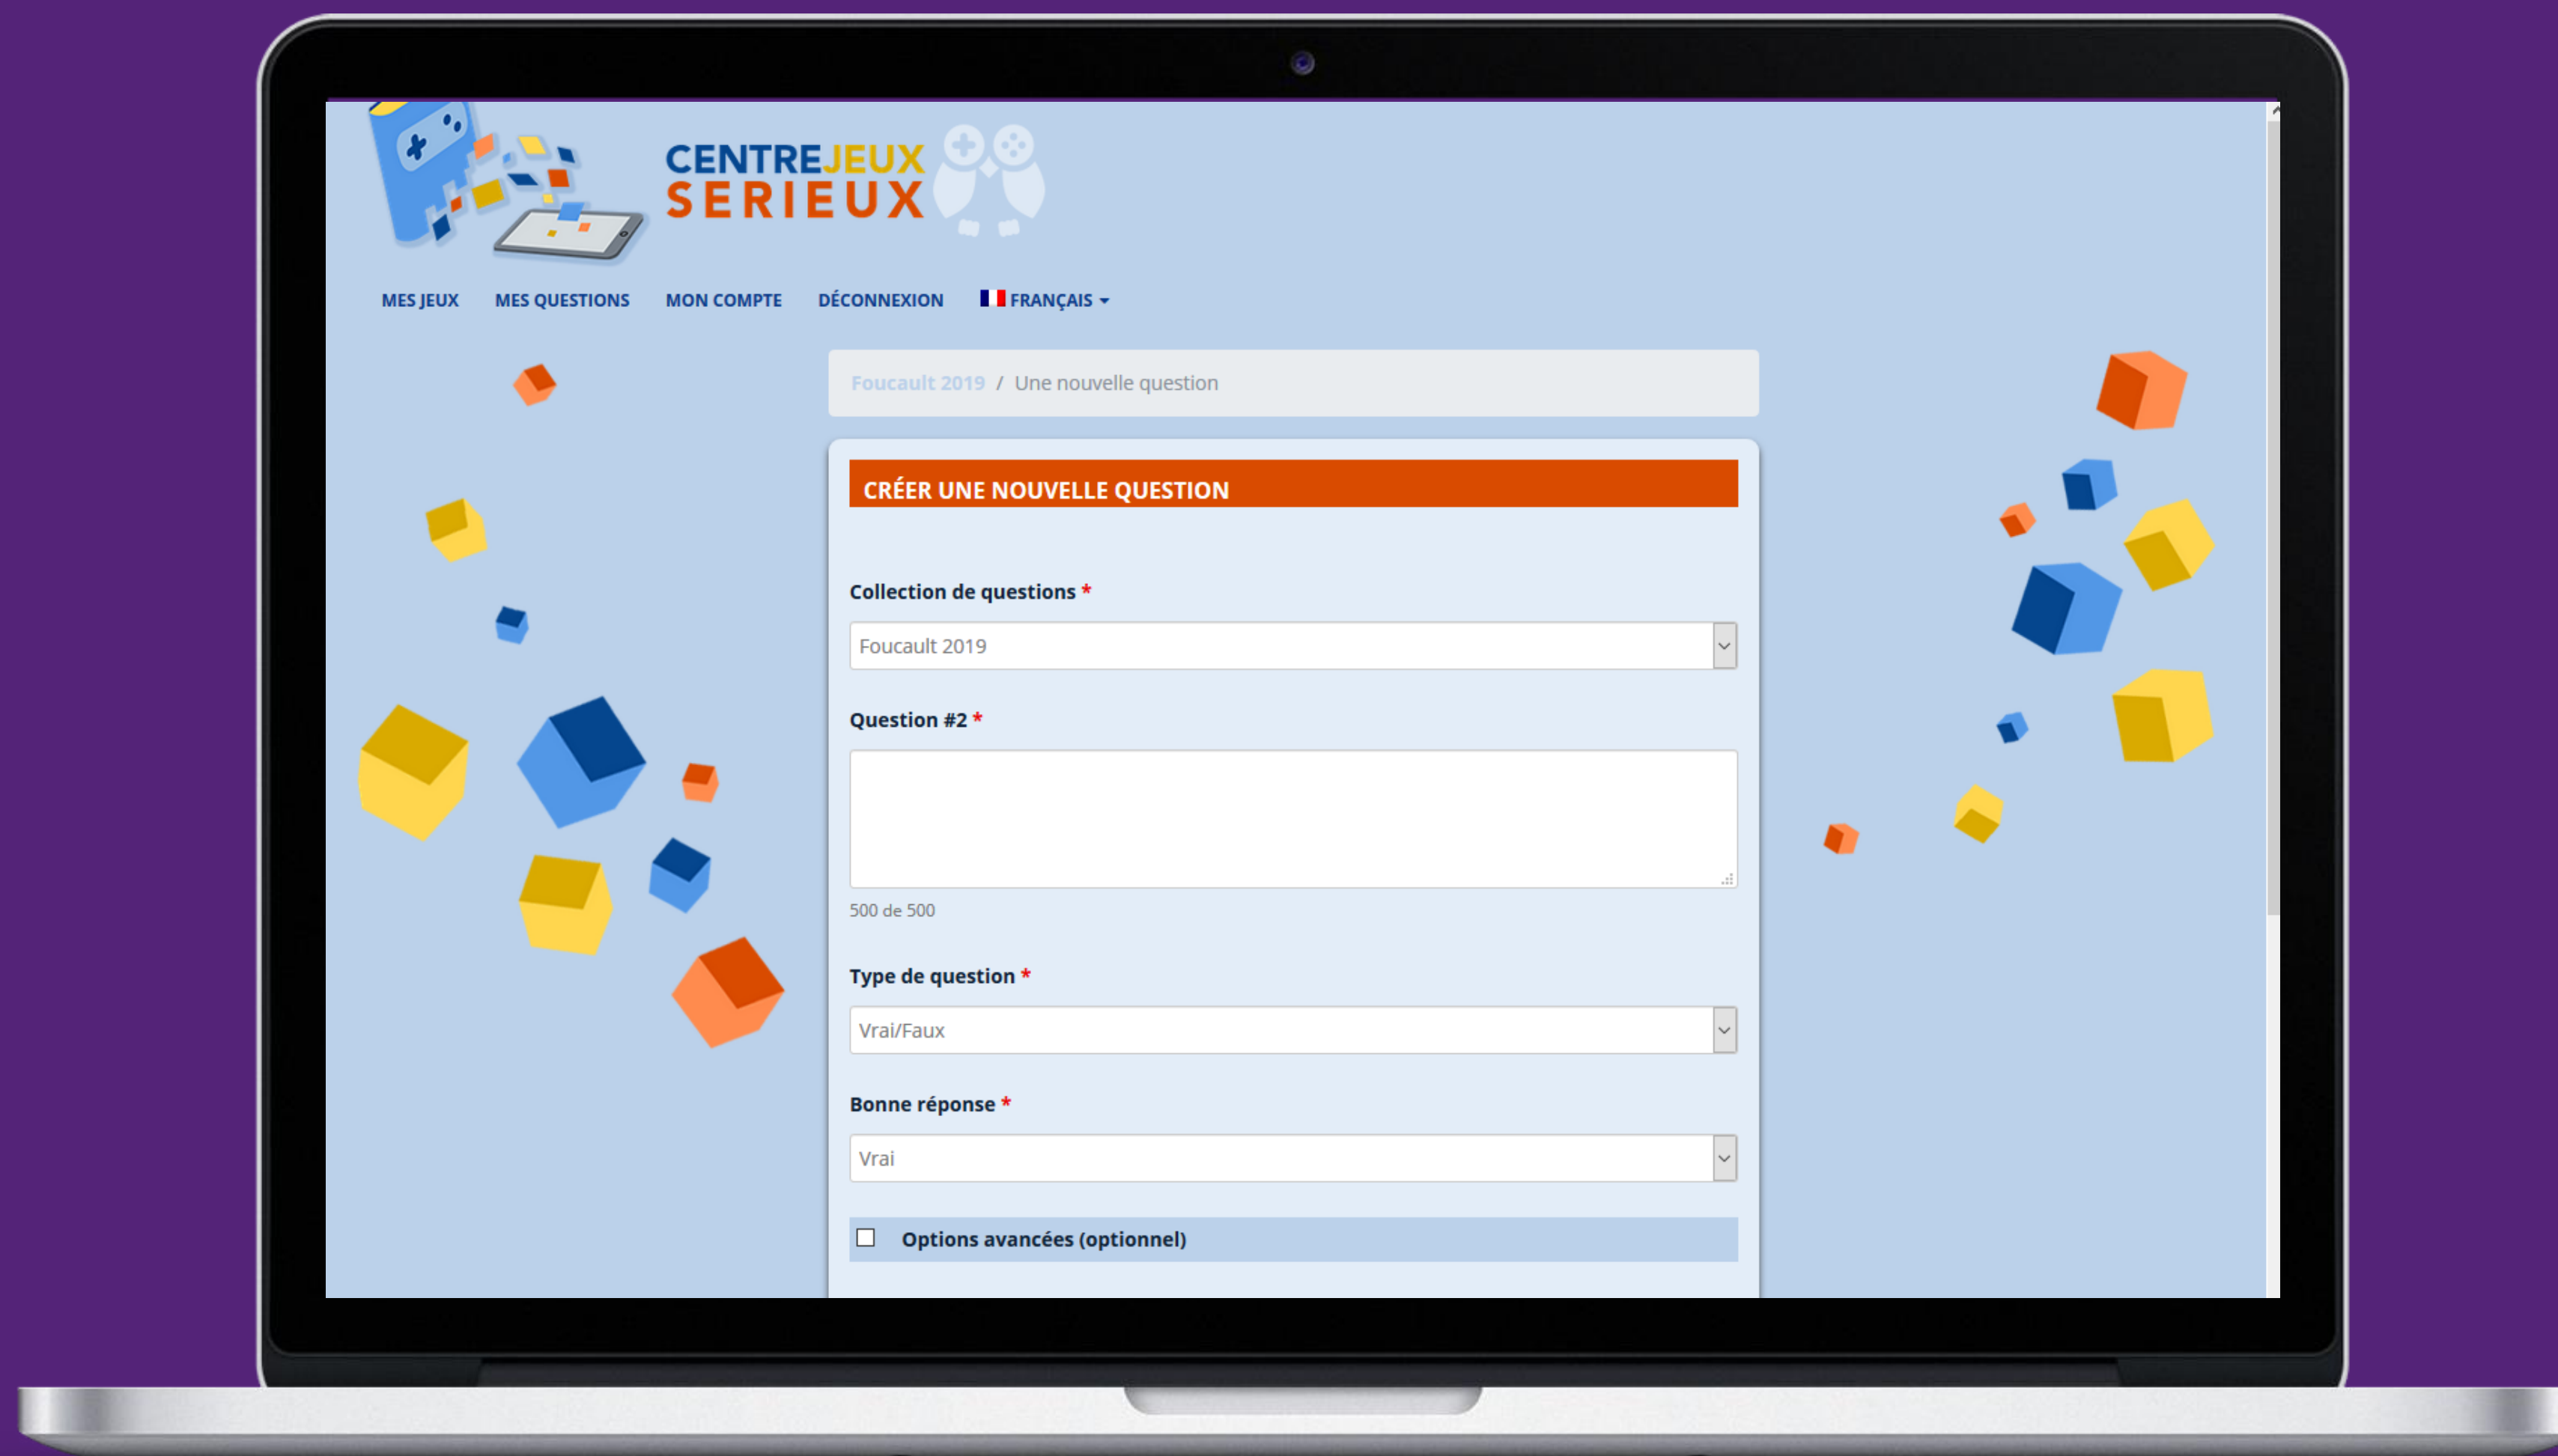 CENTREJEUX
SERIEUX
MES JEUX MES QUESTIONS MON COMPTE DÉCONNEXION FRANÇAIS
Foucault 2019 / Une nouvelle question
CRÉER UNE NOUVELLE QUESTION
Collection de questions *
Foucault 2019
Question #2 *
500 de 500
Type de question *
Vrai/Faux
Bonne réponse *
Vrai
Options avancées (optionnel)